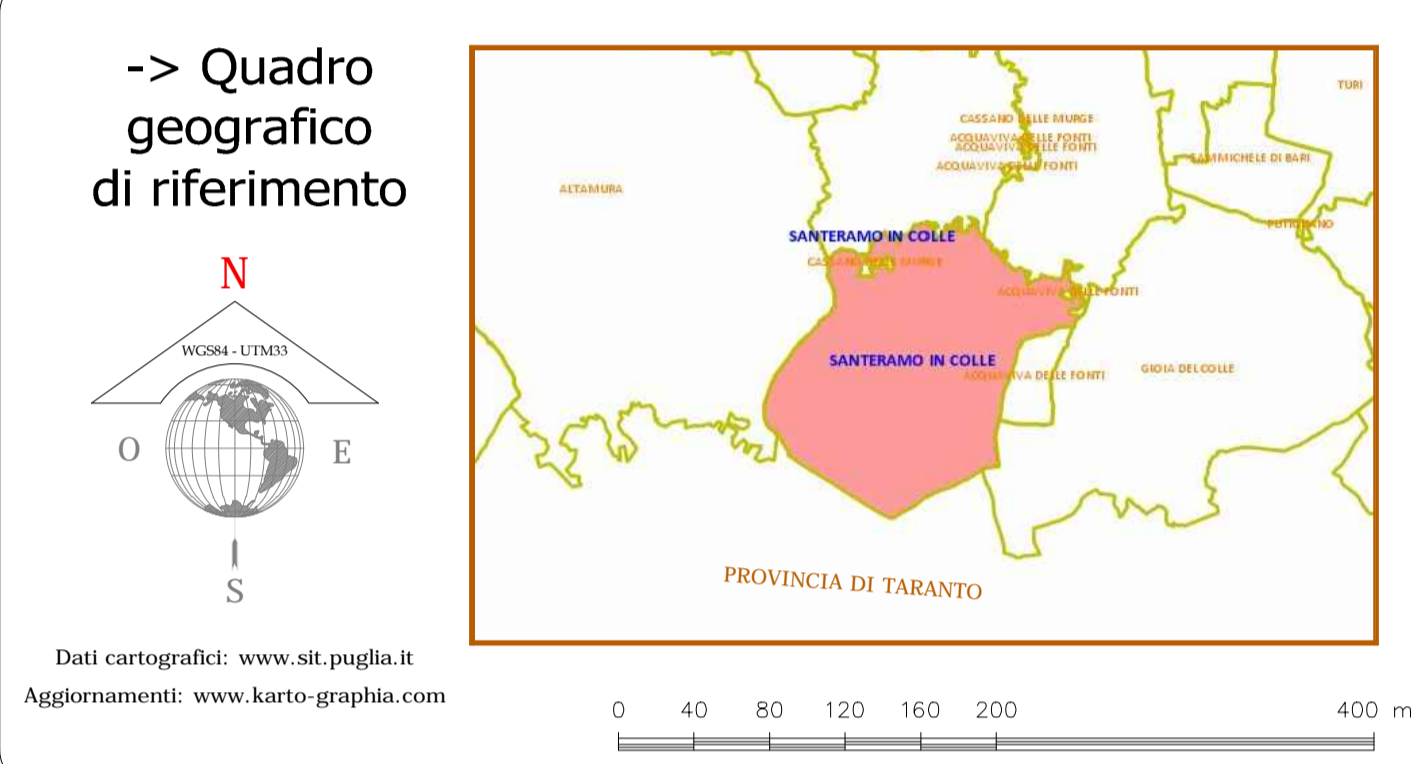 -> Quadro
geografico
di riferimento
N
WGS84 - UTM33
O
E
S
Dati cartografici: www.sit.puglia.it
Aggiornamenti: www.karto-graphia.com
TURI
CASSANO DELLE MURGE
ACQUAVIVA DELLE FONTI
ACQUAVIVA DELLE FONTI
ACQUAVIVA DELLE FONTI
SAMMICHELE DI BARI
ALTAMURA
PUTIGNANO
SANTERAMO IN COLLE
CASSANO DELLE MURGE
ACQUAVIVA DELLE FONTI
SANTERAMO IN COLLE
GIOIA DEL COLLE
ACQUAVIVA DELLE FONTI
PROVINCIA DI TARANTO
0 40 80 120 160 200 400 m